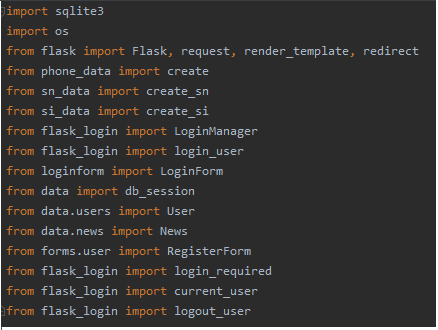 import sqlite3
import os
from flask import Flask, request, render_template, redirect
from phone_data import create
from sn_data import create_sn
from si_data import create_si
from flask_login import LoginManager
from flask_login import login_user
from loginform import LoginForm
from data import db_session
from data.users import User
from data.news import News
from forms.user import RegisterForm
from flask_login import login_required
from flask_login import current_user
from flask_login import logout_user